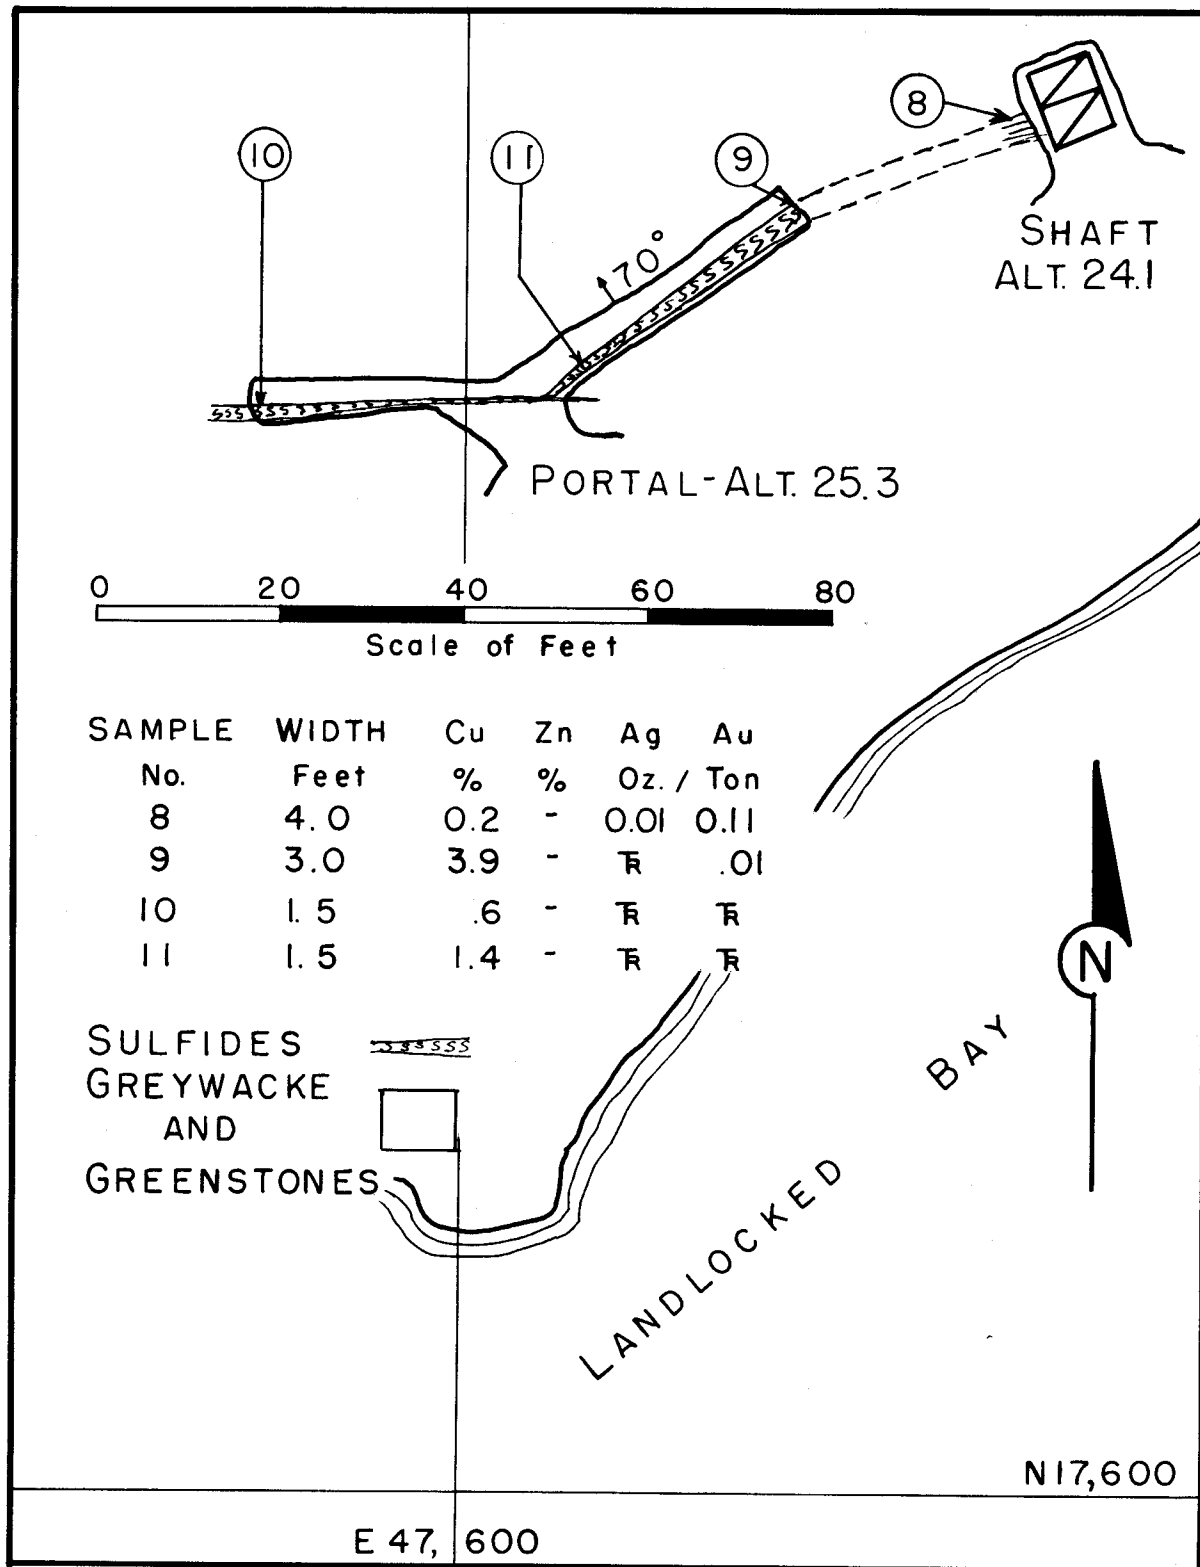 8
10
11
9
70°
SHAFT
ALT. 24.1
PORTAL-ALT. 25.3
0 20 40 60 80
Scale of Feet
SAMPLE WIDTH Cu Zn Ag Au
No. Feet % % Oz. / Ton
8 4.0 0.2 - 0.01 0.11
9 3.0 3.9 - TR .01
10 1.5 .6 - TR TR
11 1.5 1.4 - TR TR
SULFIDES
GREYWACKE
AND
GREENSTONES
N
LANDLOCKED BAY
N17,600
E 47,600